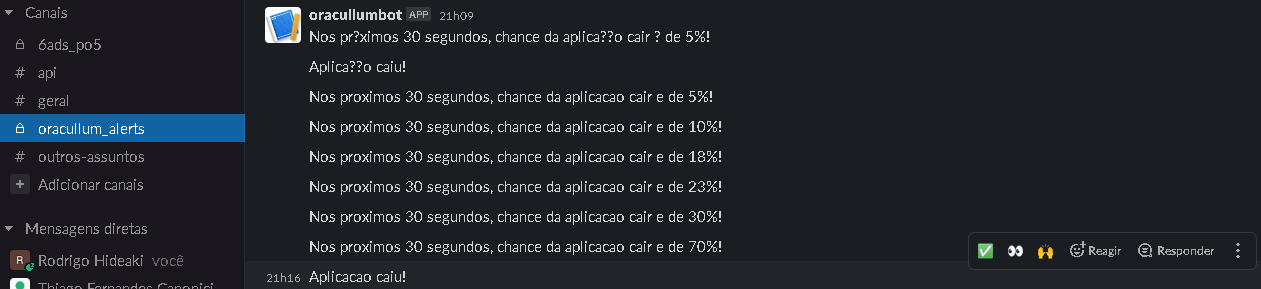 Canais
6ads_po5
# api
# geral
oracullum_alerts
# outros-assuntos
+ Adicionar canais
Mensagens diretas
R Rodrigo Hideaki você
Thiago Fernandes
oracullumbot APP 21h09
Nos pr?ximos 30 segundos, chance da aplica??o cair ? de 5%!
Aplica??o caiu!
Nos proximos 30 segundos, chance da aplicacao cair e de 5%!
Nos proximos 30 segundos, chance da aplicacao cair e de 10%!
Nos proximos 30 segundos, chance da aplicacao cair e de 18%!
Nos proximos 30 segundos, chance da aplicacao cair e de 23%!
Nos proximos 30 segundos, chance da aplicacao cair e de 30%!
Nos proximos 30 segundos, chance da aplicacao cair e de 70%!
Reagir Responder
21h16 Aplicacao caiu!